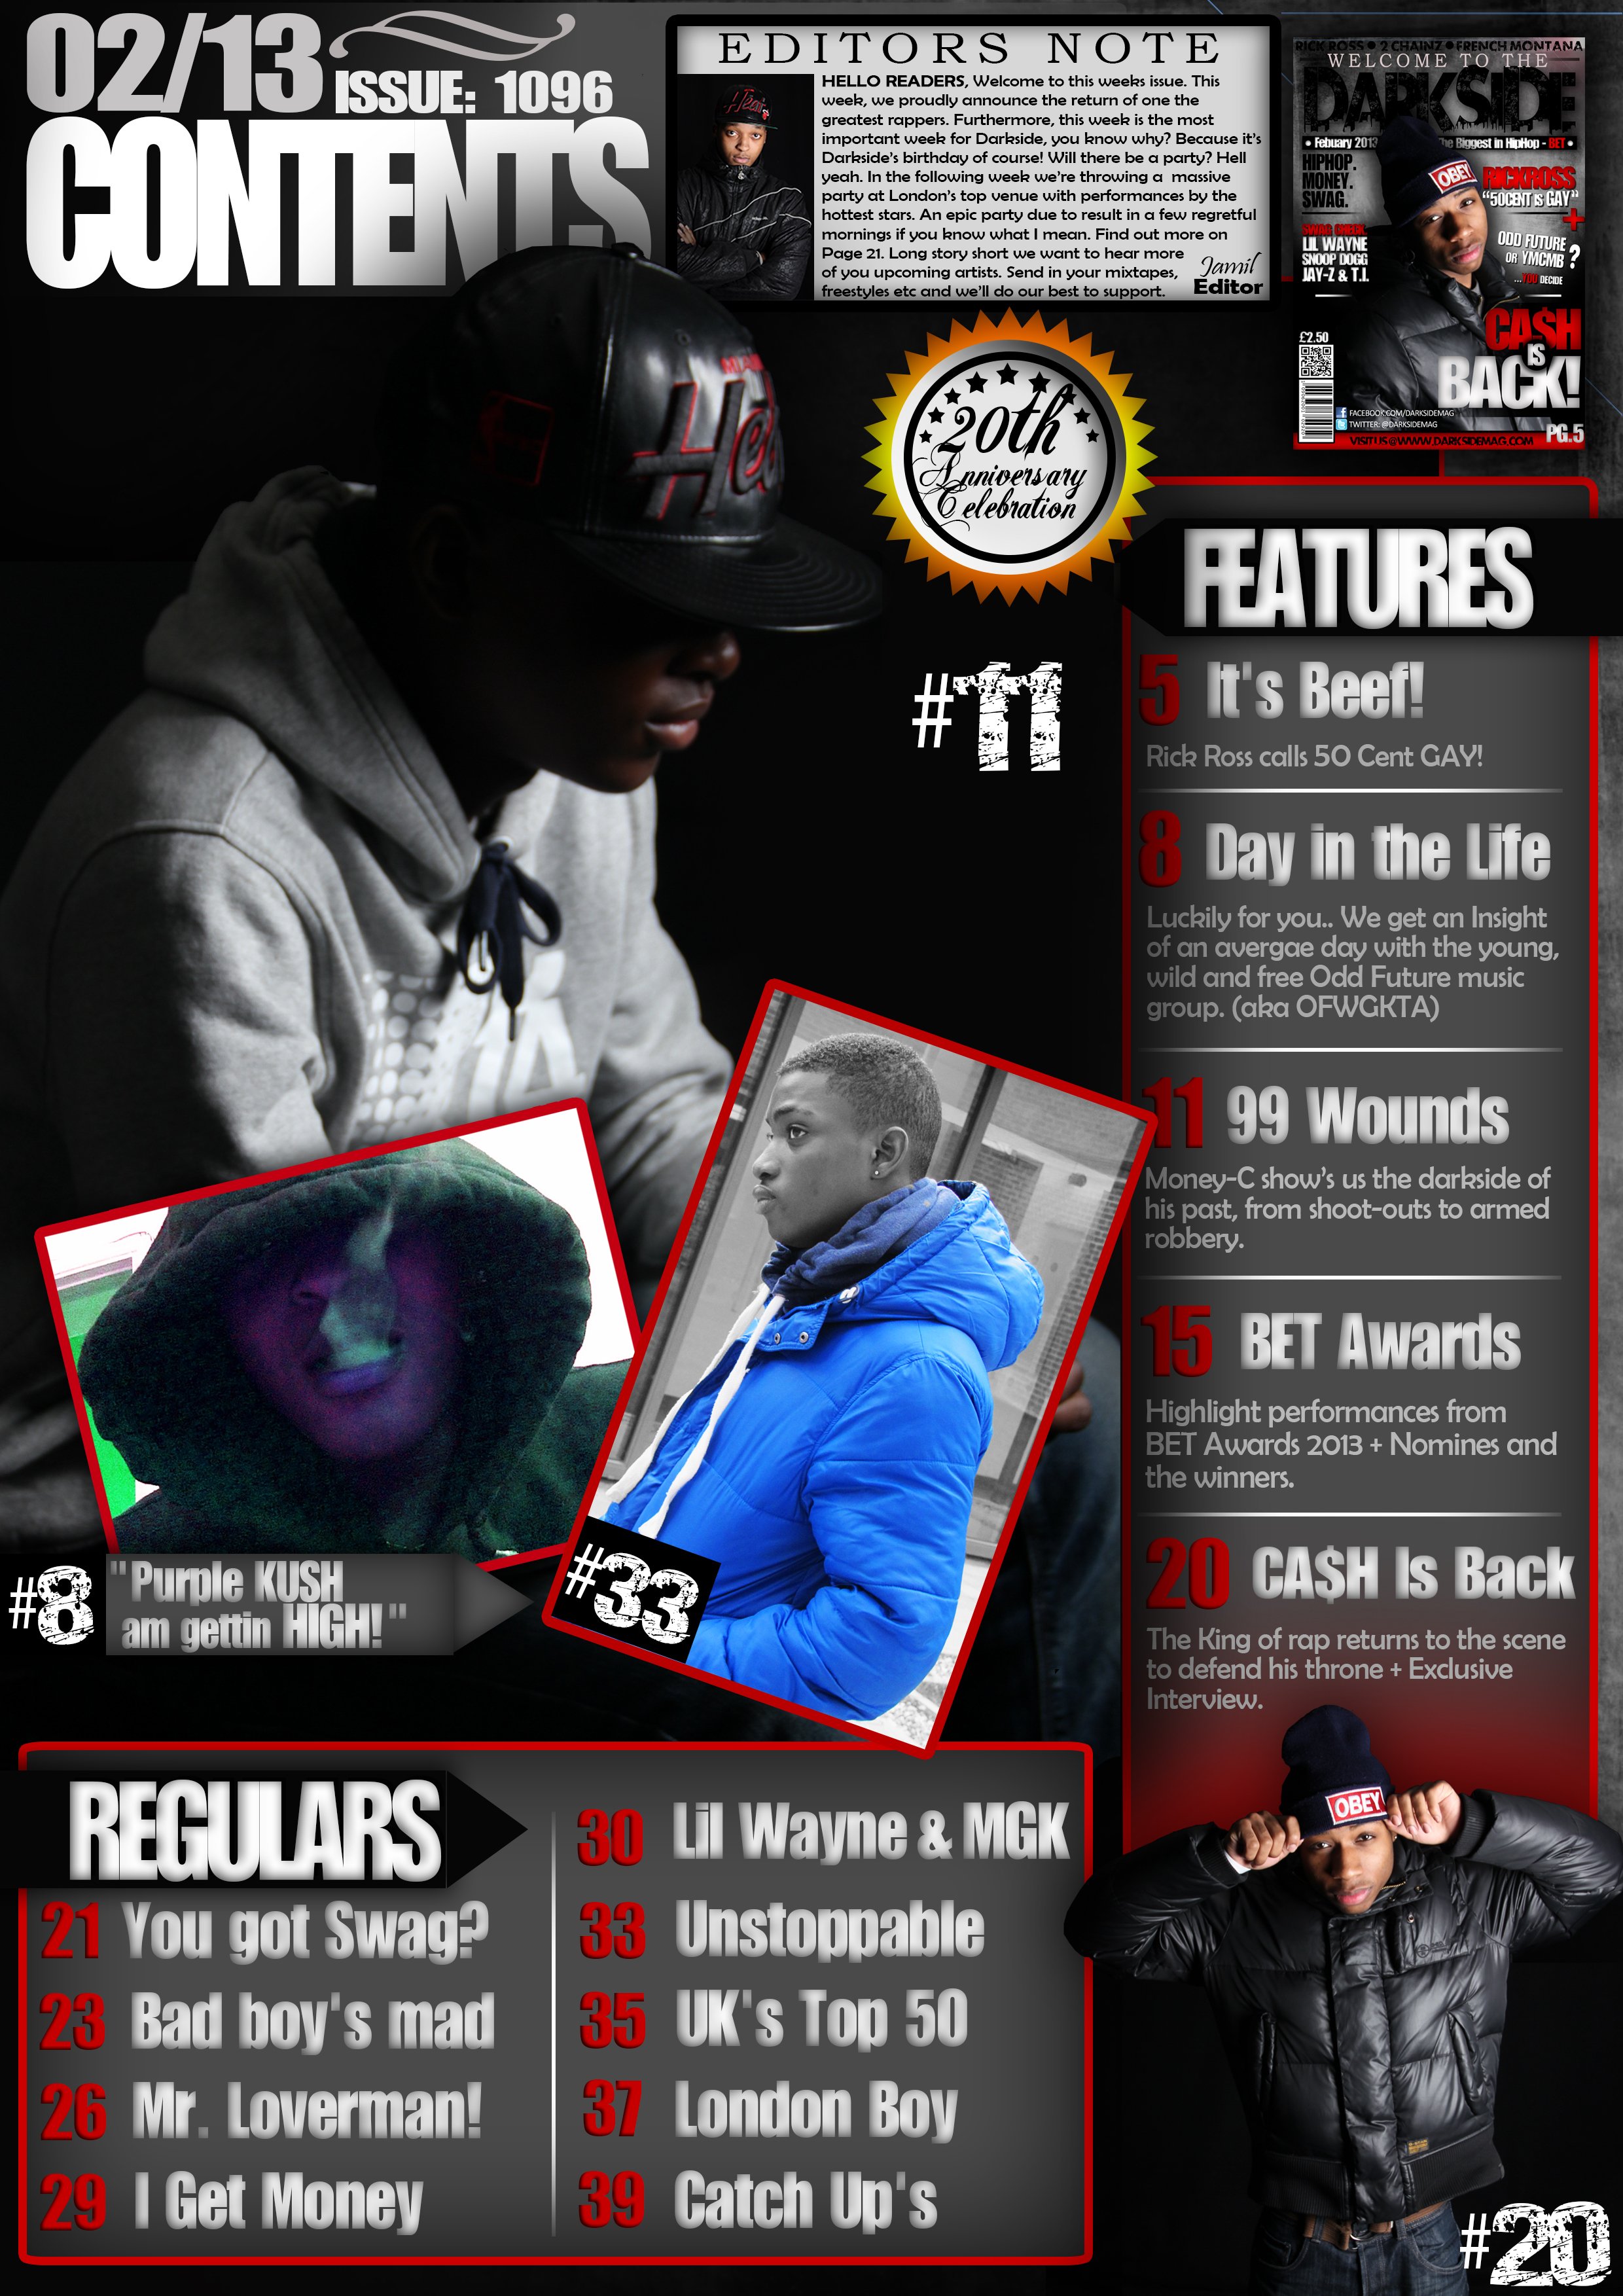 02/13
ISSUE: 1096
CONTENTS
EDITORS NOTE
HELLO READERS, Welcome to this weeks issue. This
week, we proudly announce the return of one the
greatest rappers. Furthermore, this week is the most
important week for Darkside, you know why? Because it's
Darkside's birthday of course! Will there be a party? Hell
yeah. In the following week we're throwing a massive
party at London's top venue with performances by the
hottest stars. An epic party due to result in a few regretful
mornings if you know what I mean. Find out more on
Page 21. Long story short we want to hear more
of you upcoming artists. Send in your mixtapes,
freestyles etc and we'll do our best to support.
Jamil
Editor
RICK ROSS • 2 CHAINZ • FRENCH MONTANA
WELCOME TO THE
DARKSIDE
• Febuary 2013
he Biggest in HipHop - BET •
HIPHOP.
MONEY.
SWAG.
OBEY
RICKROSS
"50CENT IS GAY"
+
SWAG CHECK:
LIL WAYNE
SNOOP DOGG
JAY-Z & T.I.
ODD FUTURE
OR YMCMB ?
...YOU DECIDE
CA$H
IS
BACK!
£2.50
FACEBOOK.COM/DARKSIDEMAG
TWITTER: @DARKSIDEMAG
VISIT US @WWW.DARKSIDEMAG.COM
PG.5
Heat
MIAMI
Heat
20th
Anniversary
Celebration
#11
FEATURES
5 It's Beef!
Rick Ross calls 50 Cent GAY!
8 Day in the Life
Luckily for you.. We get an Insight
of an avergae day with the young,
wild and free Odd Future music
group. (aka OFWGKTA)
11 99 Wounds
Money-C show's us the darkside of
his past, from shoot-outs to armed
robbery.
15 BET Awards
Highlight performances from
BET Awards 2013 + Nomines and
the winners.
20 CA$H Is Back
The King of rap returns to the scene
to defend his throne + Exclusive
Interview.
#8
"Purple KUSH
am gettin HIGH!"
#33
REGULARS
21 You got Swag?
23 Bad boy's mad
26 Mr. Loverman!
29 I Get Money
30 Lil Wayne & MGK
33 Unstoppable
35 UK's Top 50
37 London Boy
39 Catch Up's
OBEY
#20